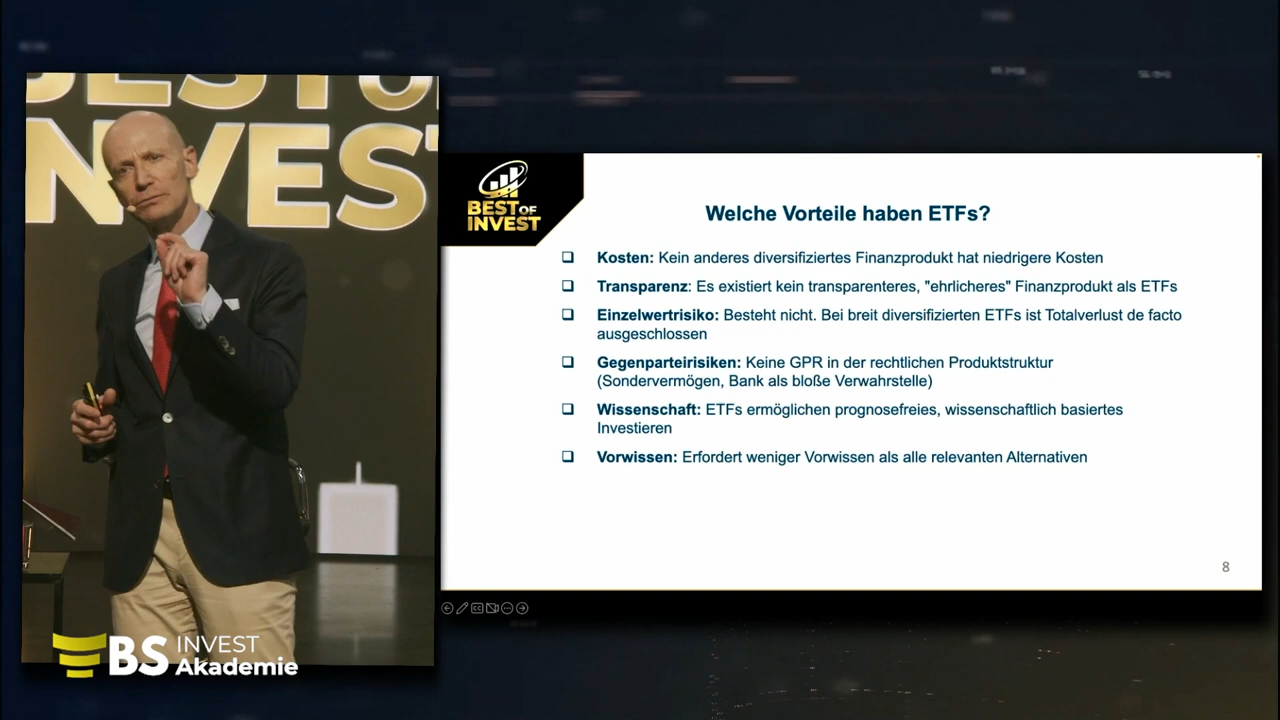 BEST OF
INVEST
BEST OF
INVEST
Welche Vorteile haben ETFs?
Kosten: Kein anderes diversifiziertes Finanzprodukt hat niedrigere Kosten
Transparenz: Es existiert kein transparenteres, "ehrlicheres" Finanzprodukt als ETFs
Einzelwertrisiko: Besteht nicht. Bei breit diversifizierten ETFs ist Totalverlust de facto
ausgeschlossen
Gegenparteirisiken: Keine GPR in der rechtlichen Produktstruktur
(Sondervermögen, Bank als bloße Verwahrstelle)
Wissenschaft: ETFs ermöglichen prognosefreies, wissenschaftlich basiertes
Investieren
Vorwissen: Erfordert weniger Vorwissen als alle relevanten Alternativen
8
BS INVEST
Akademie